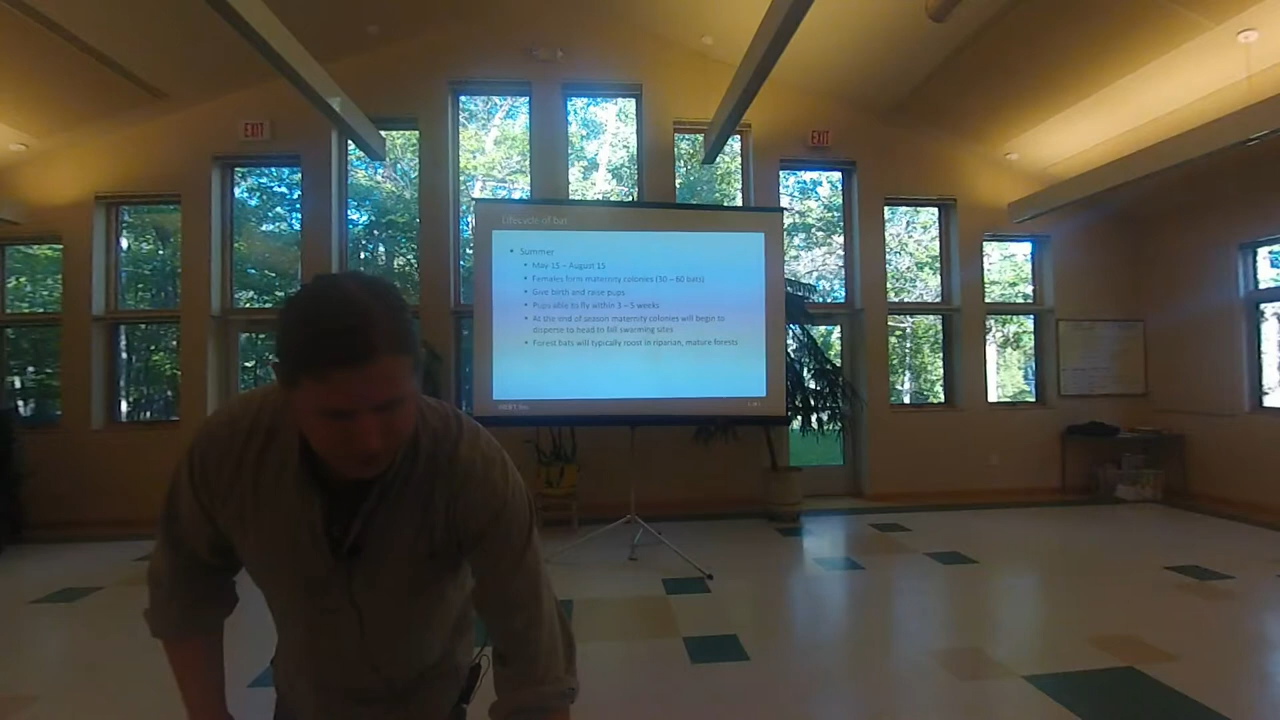 EXIT
EXIT
Lifecycle of bat
• Summer
• May 15 – August 15
• Females form maternity colonies (30 – 60 bats)
• Give birth and raise pups
• Pups able to fly within 3 – 5 weeks
• At the end of season maternity colonies will begin to
disperse to head to fall swarming sites
• Forest bats will typically roost in riparian, mature forests